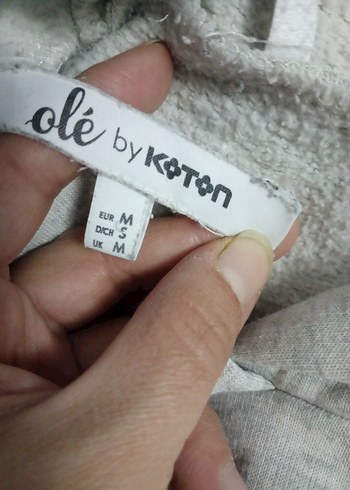 olé by KOTON
EUR M
D/CH S
UK M